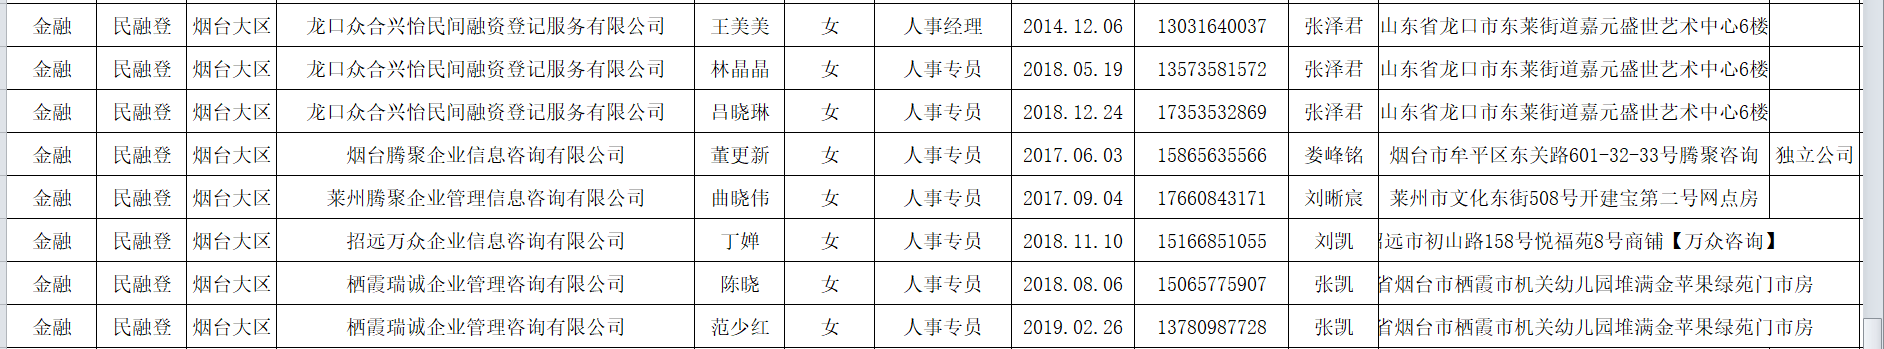 金融 民融登 烟台大区 龙口众合兴怡民间融资登记服务有限公司 王美美 女 人事经理 2014.12.06 13031640037 张泽君 山东省龙口市东莱街道嘉元盛世艺术中心6楼
金融 民融登 烟台大区 龙口众合兴怡民间融资登记服务有限公司 林晶晶 女 人事专员 2018.05.19 13573581572 张泽君 山东省龙口市东莱街道嘉元盛世艺术中心6楼
金融 民融登 烟台大区 龙口众合兴怡民间融资登记服务有限公司 吕晓琳 女 人事专员 2018.12.24 17353532869 张泽君 山东省龙口市东莱街道嘉元盛世艺术中心6楼
金融 民融登 烟台大区 烟台腾聚企业信息咨询有限公司 董更新 女 人事专员 2017.06.03 15865635566 娄峰铭 烟台市牟平区东关路601-32-33号腾聚咨询 独立公司
金融 民融登 烟台大区 莱州腾聚企业管理信息咨询有限公司 曲晓伟 女 人事专员 2017.09.04 17660843171 刘晰宸 莱州市文化东街508号开建宝第二号网点房
金融 民融登 烟台大区 招远万众企业信息咨询有限公司 丁婵 女 人事专员 2018.11.10 15166851055 刘凯 招远市初山路158号悦福苑8号商铺【万众咨询】
金融 民融登 烟台大区 栖霞瑞诚企业管理咨询有限公司 陈晓 女 人事专员 2018.08.06 15065775907 张凯 省烟台市栖霞市机关幼儿园堆满金苹果绿苑门市房
金融 民融登 烟台大区 栖霞瑞诚企业管理咨询有限公司 范少红 女 人事专员 2019.02.26 13780987728 张凯 省烟台市栖霞市机关幼儿园堆满金苹果绿苑门市房